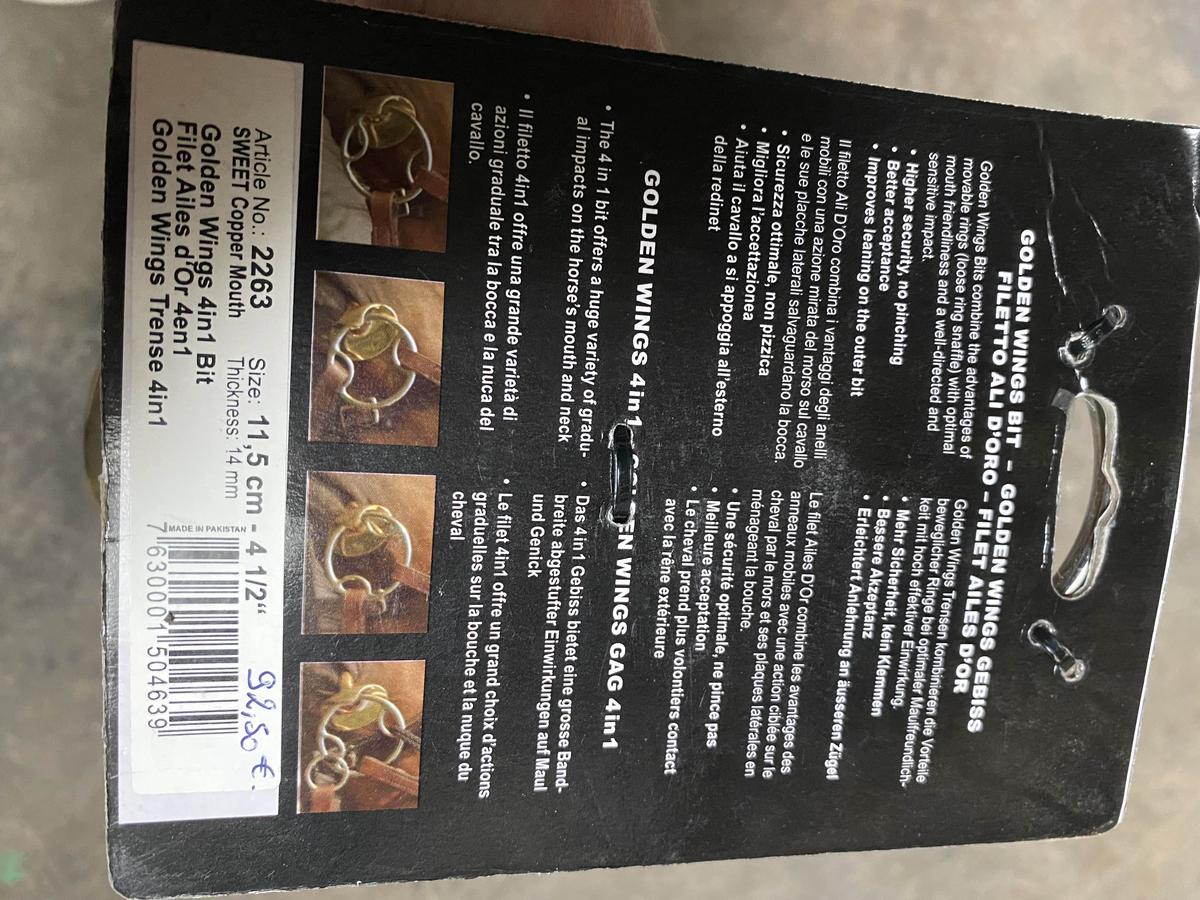 GOLDEN WINGS BIT – GOLDEN WINGS GEBISS
FILETTO ALI D'ORO – FILET AILES D'OR
Golden Wings Bits combine the advantages of
movable rings (loose ring snaffle) with optimal
mouth friendliness and a well-directed and
sensitive impact.
• Higher security, no pinching
• Better acceptance
• Improves leaning on the outer bit
Golden Wings Trensen kombinieren die Vorteile
beweglicher Ringe bei optimaler Maulfreundlich-
keit mit hoch effektiver Einwirkung.
• Mehr Sicherheit, kein Klemmen
• Bessere Akzeptanz
• Erleichtert Anlehnung an äusseren Zügel
Il filetto Ali D'Oro combina i vantaggi degli anelli
mobili con una azione mirata del morso sul cavallo
e le sue placche laterali salvaguardano la bocca.
• Sicurezza ottimale, non pizzica
• Migliora l'accettazionea
• Aiuta il cavallo a si appoggia all'esterno
della redinet
Le filet Ailes D'Or combine les avantages des
anneaux mobiles avec une action ciblée sur le
cheval par le mors et ses plaques latérales en
ménageant la bouche.
• Une sécurité optimale, ne pince pas
• Meilleure acceptation
• Le cheval prend plus volontiers contact
avec la rêne extérieure
GOLDEN WINGS 4in1 – GOLDEN WINGS GAG 4in1
• The 4 in 1 bit offers a huge variety of gradu-
al impacts on the horse's mouth and neck
• Il filetto 4in1 offre una grande varietà di
azioni graduale tra la bocca e la nuca del
cavallo.
• Das 4in1 Gebiss bietet eine grosse Band-
breite abgestufter Einwirkungen auf Maul
und Genick
• Le filet 4in1 offre un grand choix d'actions
graduelles sur la bouche et la nuque du
cheval
Article No.: 2263 Size: 11,5 cm - 4 1/2“ 92,50 €.
SWEET Copper Mouth Thickness: 14 mm
Golden Wings 4in1 Bit
Filet Ailes d'Or 4en1
Golden Wings Trense 4in1
MADE IN PAKISTAN
7 630001 504639